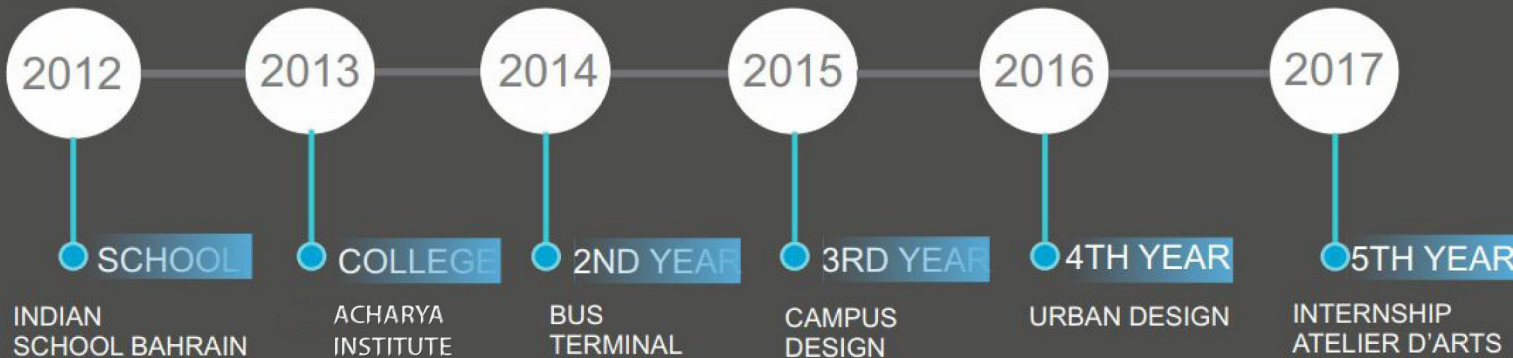 2012 2013 2014 2015 2016 2017
SCHOOL COLLEGE 2ND YEAR 3RD YEAR 4TH YEAR 5TH YEAR
INDIAN
SCHOOL BAHRAIN
ACHARYA
INSTITUTE
BUS
TERMINAL
CAMPUS
DESIGN
URBAN DESIGN
INTERNSHIP
ATELIER D'ARTS